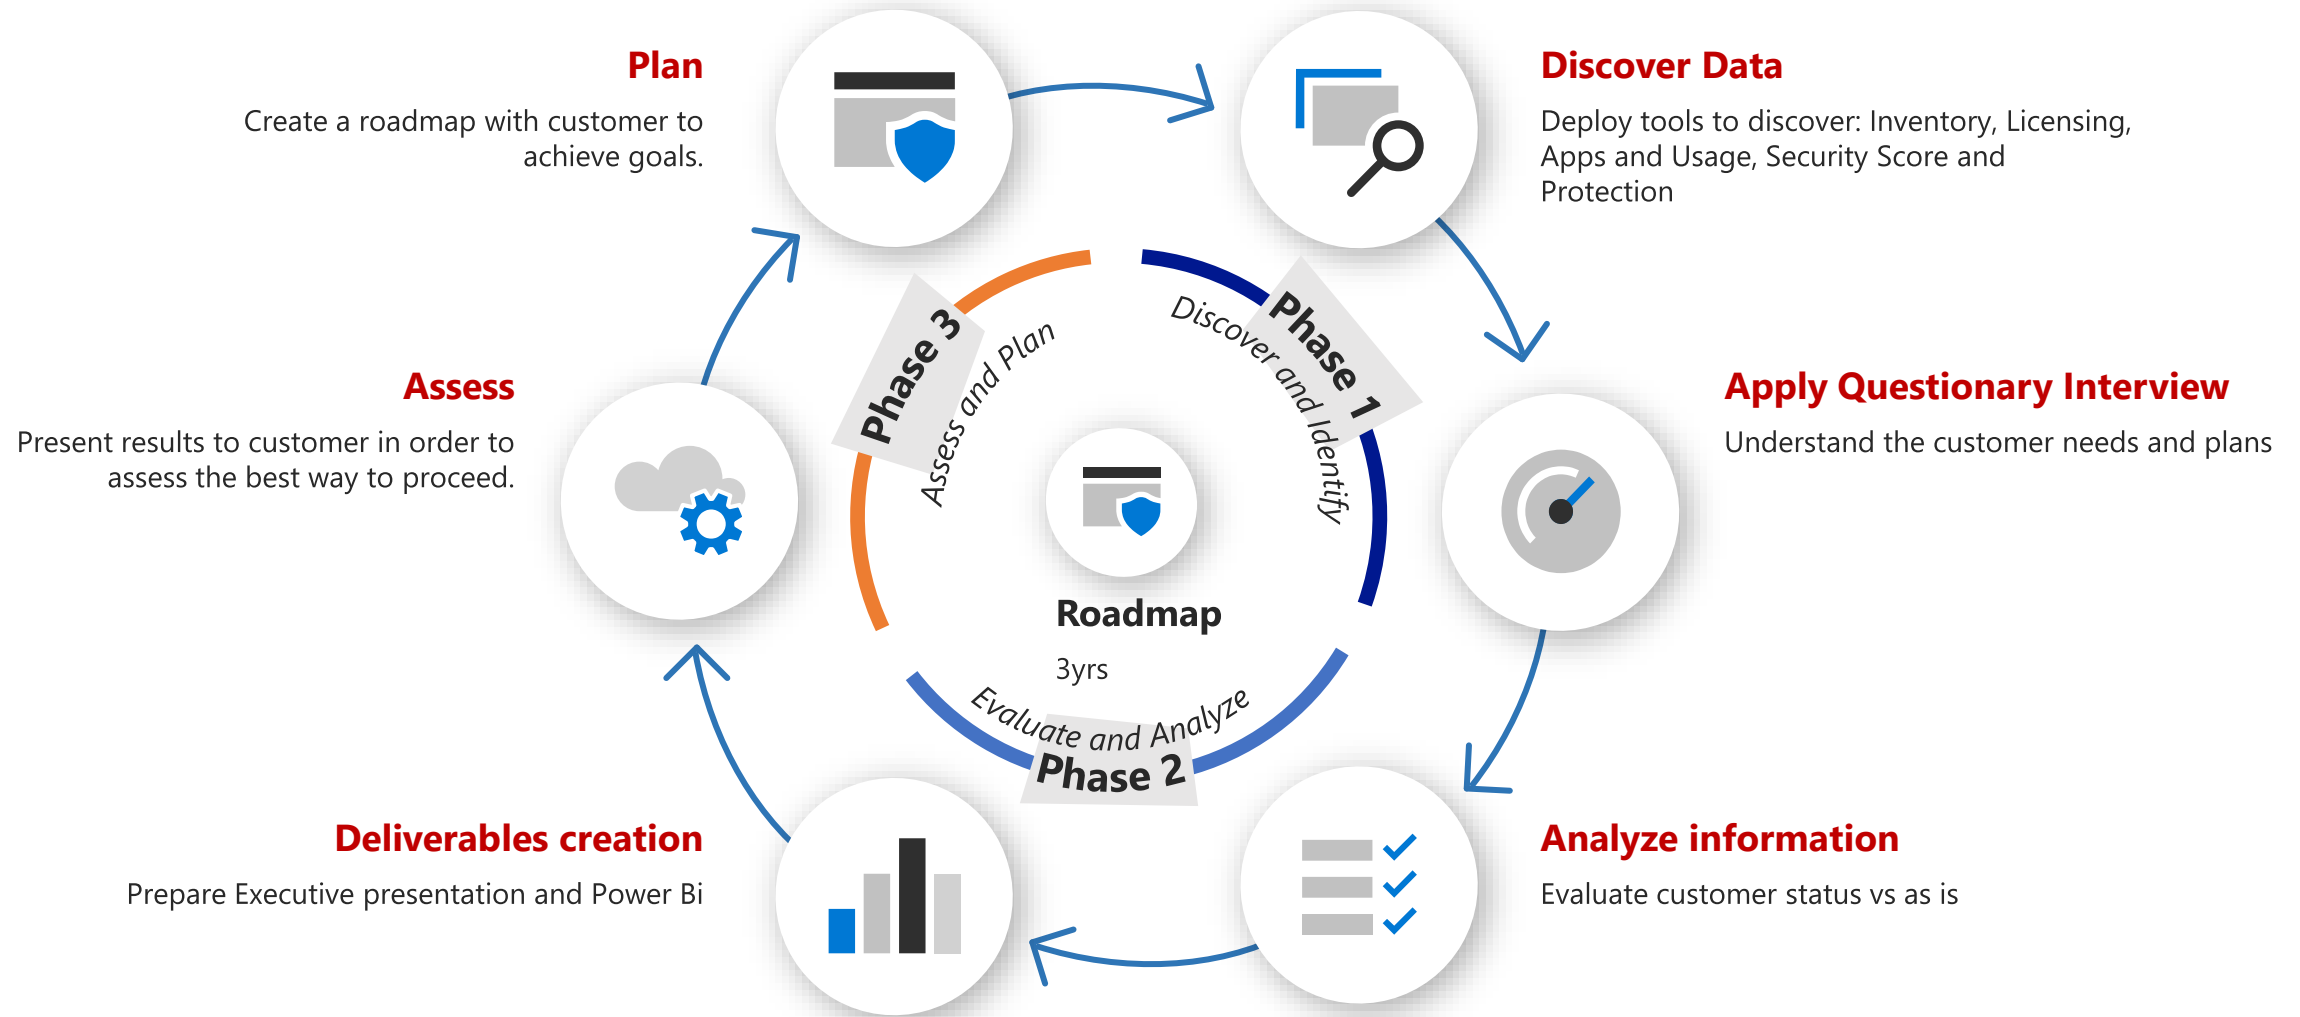 Plan
Create a roadmap with customer to
achieve goals.
Discover Data
Deploy tools to discover: Inventory, Licensing,
Apps and Usage, Security Score and
Protection
Phase 3
Assess and Plan
Phase 1
Discover and Identify
Assess
Present results to customer in order to
assess the best way to proceed.
Apply Questionary Interview
Understand the customer needs and plans
Roadmap
3yrs
Evaluate and Analyze
Phase 2
Deliverables creation
Prepare Executive presentation and Power Bi
Analyze information
Evaluate customer status vs as is